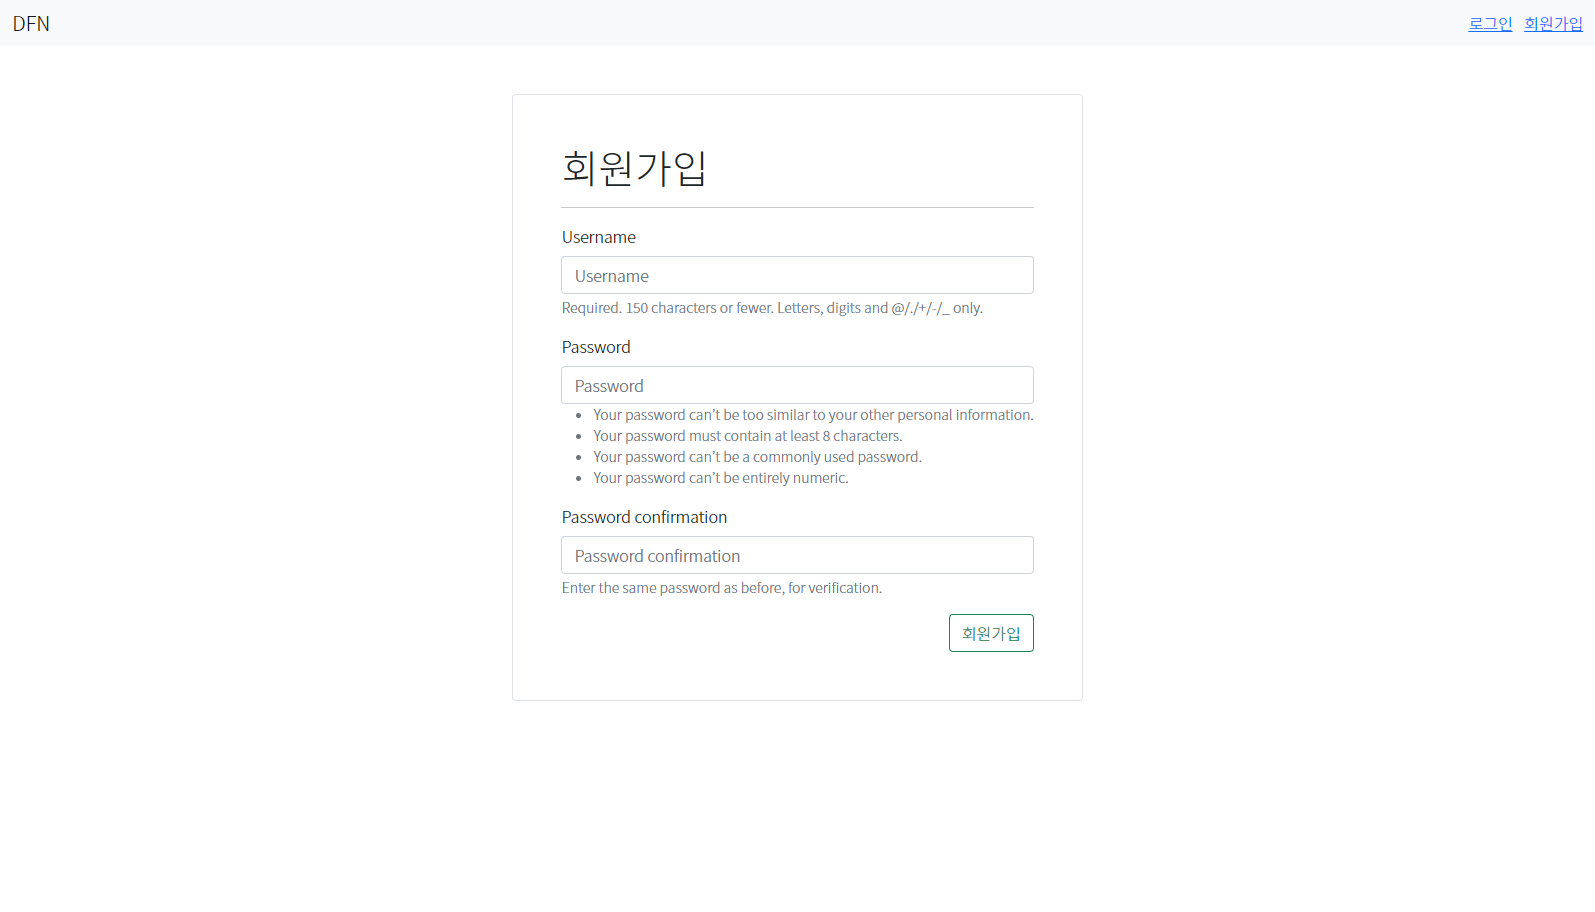 DFN
로그인 회원가입
회원가입
Username
Username
Required. 150 characters or fewer. Letters, digits and @/./+/-/_ only.
Password
Password
Your password can’t be too similar to your other personal information.
Your password must contain at least 8 characters.
Your password can’t be a commonly used password.
Your password can’t be entirely numeric.
Password confirmation
Password confirmation
Enter the same password as before, for verification.
회원가입